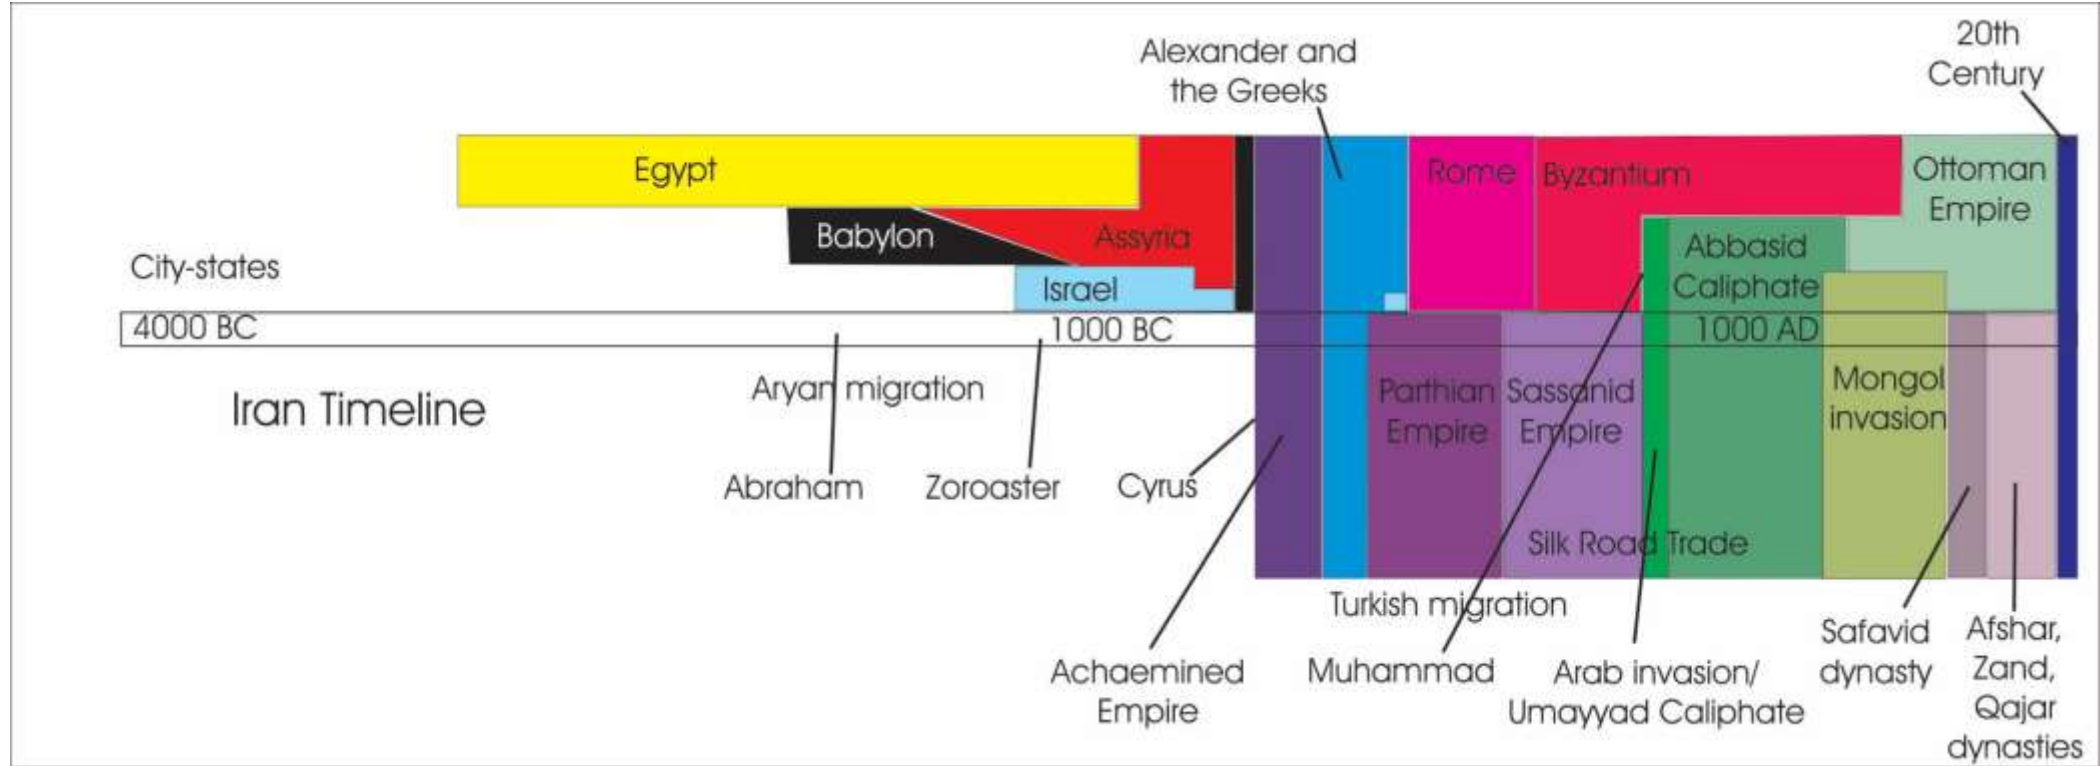 Alexander and
the Greeks
20th
Century
Egypt
Rome
Byzantium
Ottoman
Empire
Babylon
Assyria
Abbasid
Caliphate
City-states
Israel
4000 BC
1000 BC
1000 AD
Iran Timeline
Aryan migration
Parthian
Empire
Sassanid
Empire
Mongol
invasion
Abraham
Zoroaster
Cyrus
Silk Road Trade
Turkish migration
Achaemined
Empire
Muhammad
Arab invasion/
Umayyad Caliphate
Safavid
dynasty
Afshar,
Zand,
Qajar
dynasties